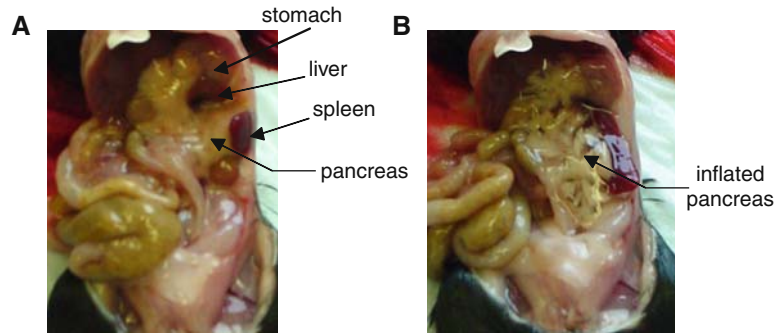 A
stomach
liver
spleen
pancreas
B
inflated
pancreas